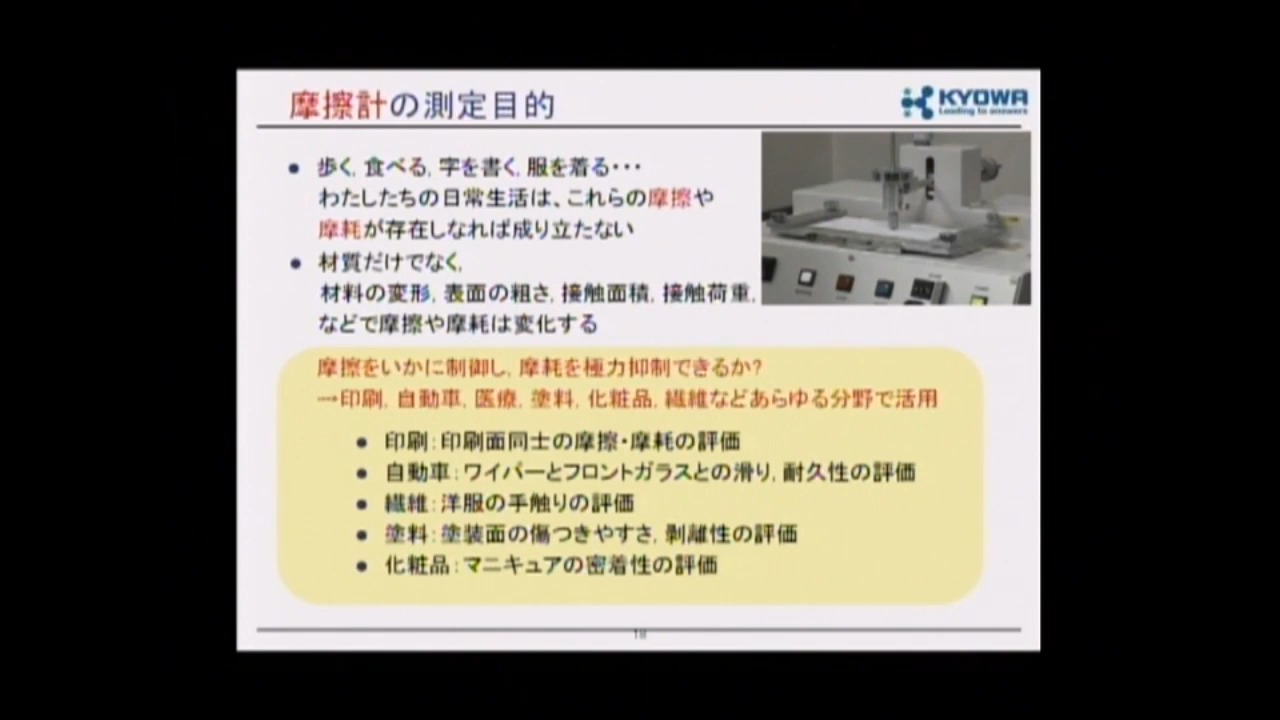 摩擦計の測定目的
KYOWA
Leading to answers
● 歩く, 食べる, 字を書く, 服を着る・・・
わたしたちの日常生活は、これらの摩擦や
摩耗が存在しなれば成り立たない
● 材質だけでなく,
材料の変形, 表面の粗さ, 接触面積, 接触荷重,
などで摩擦や摩耗は変化する
摩擦をいかに制御し, 摩耗を極力抑制できるか?
→印刷, 自動車, 医療, 塗料, 化粧品, 繊維などあらゆる分野で活用
● 印刷:印刷面同士の摩擦・摩耗の評価
● 自動車:ワイパーとフロントガラスとの滑り, 耐久性の評価
● 繊維:洋服の手触りの評価
● 塗料:塗装面の傷つきやすさ, 剥離性の評価
● 化粧品:マニキュアの密着性の評価